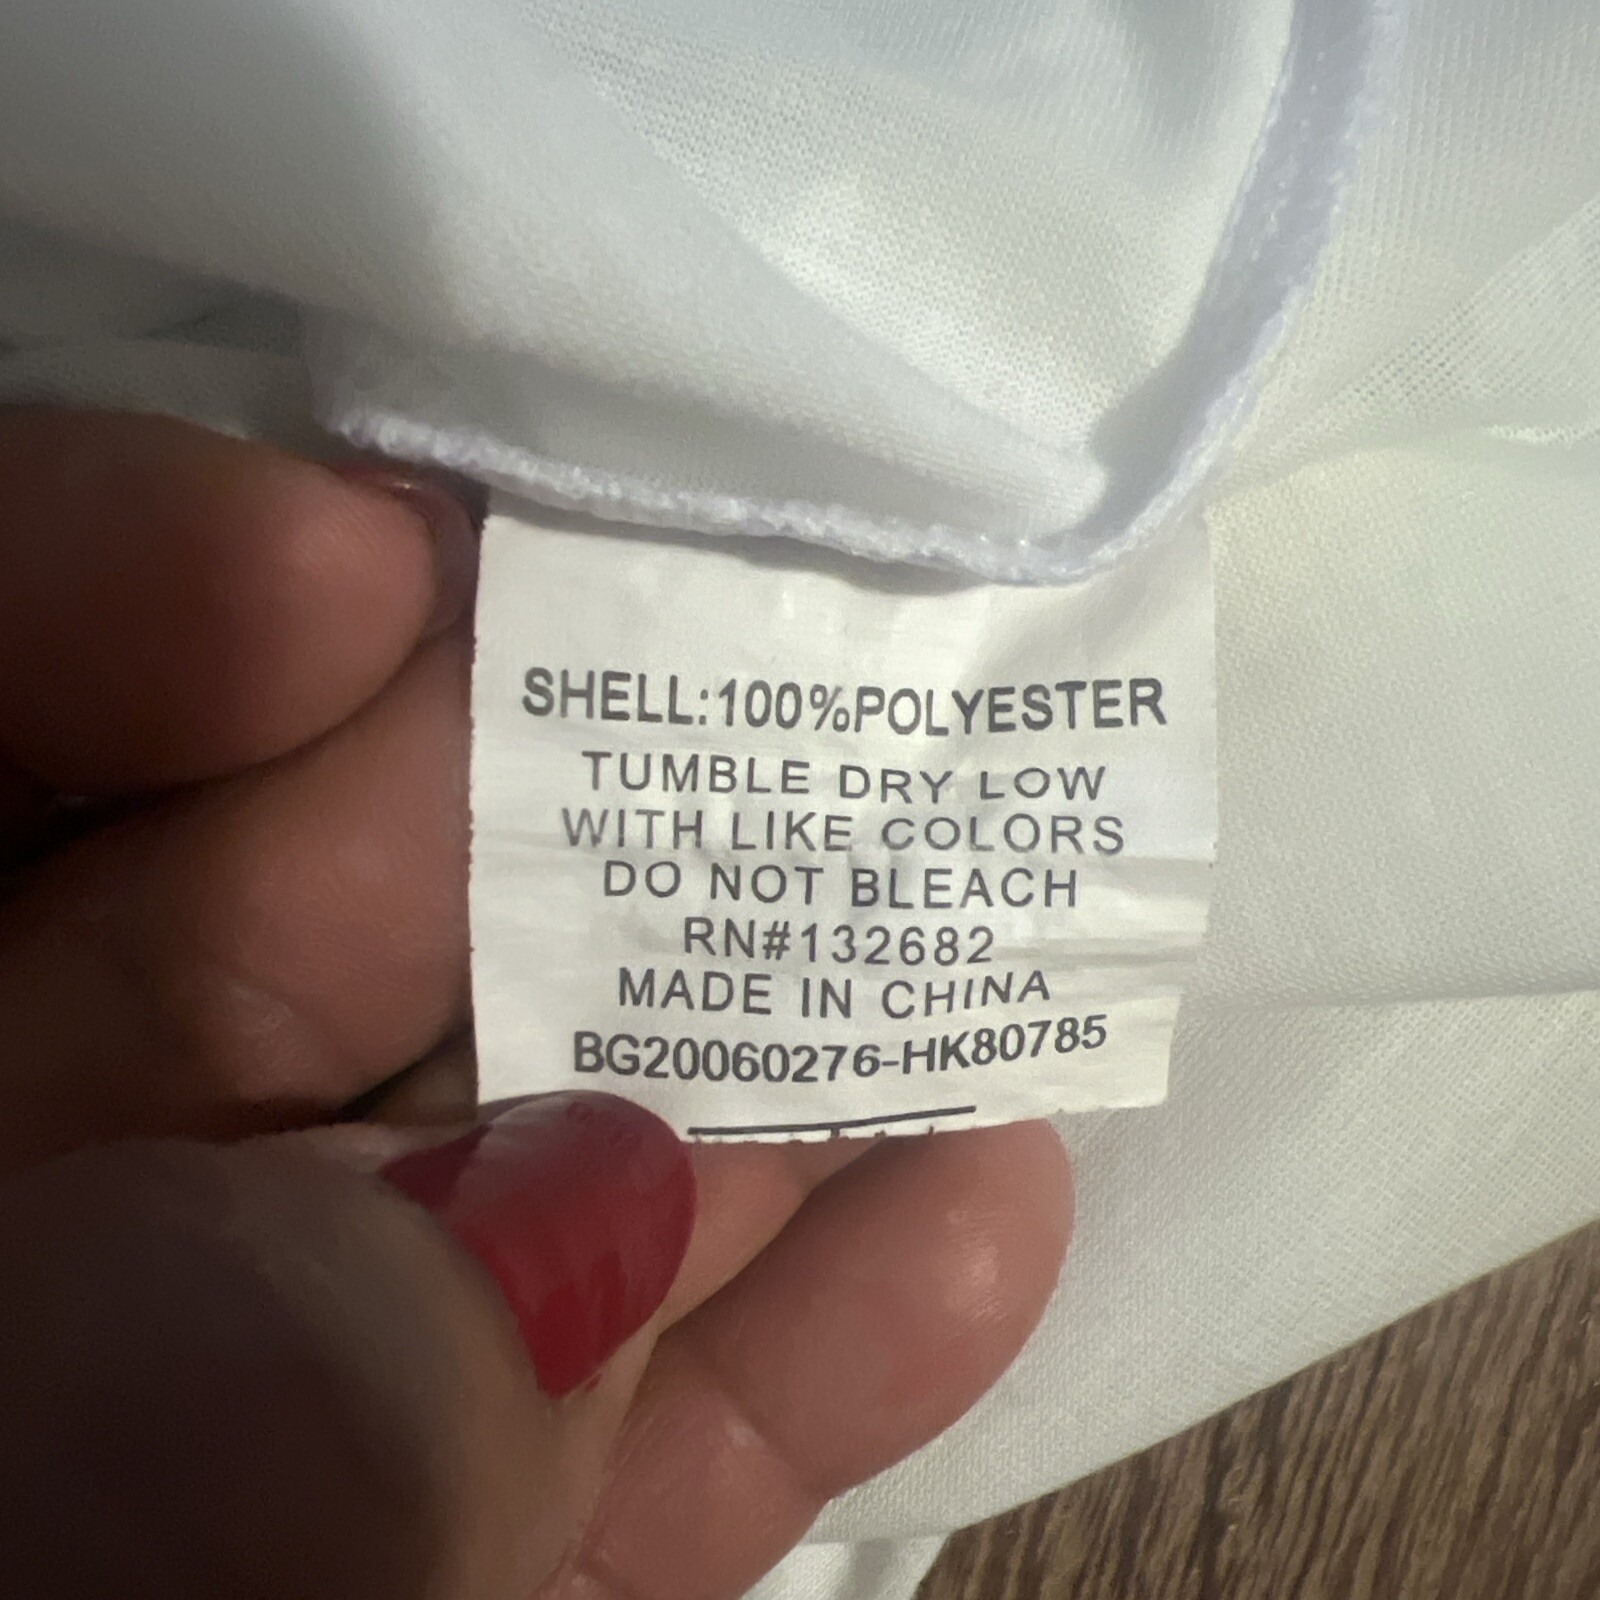 SHELL:100%POLYESTER
TUMBLE DRY LOW
WITH LIKE COLORS
DO NOT BLEACH
RN#132682
MADE IN CHINA
BG20060276-HK80785